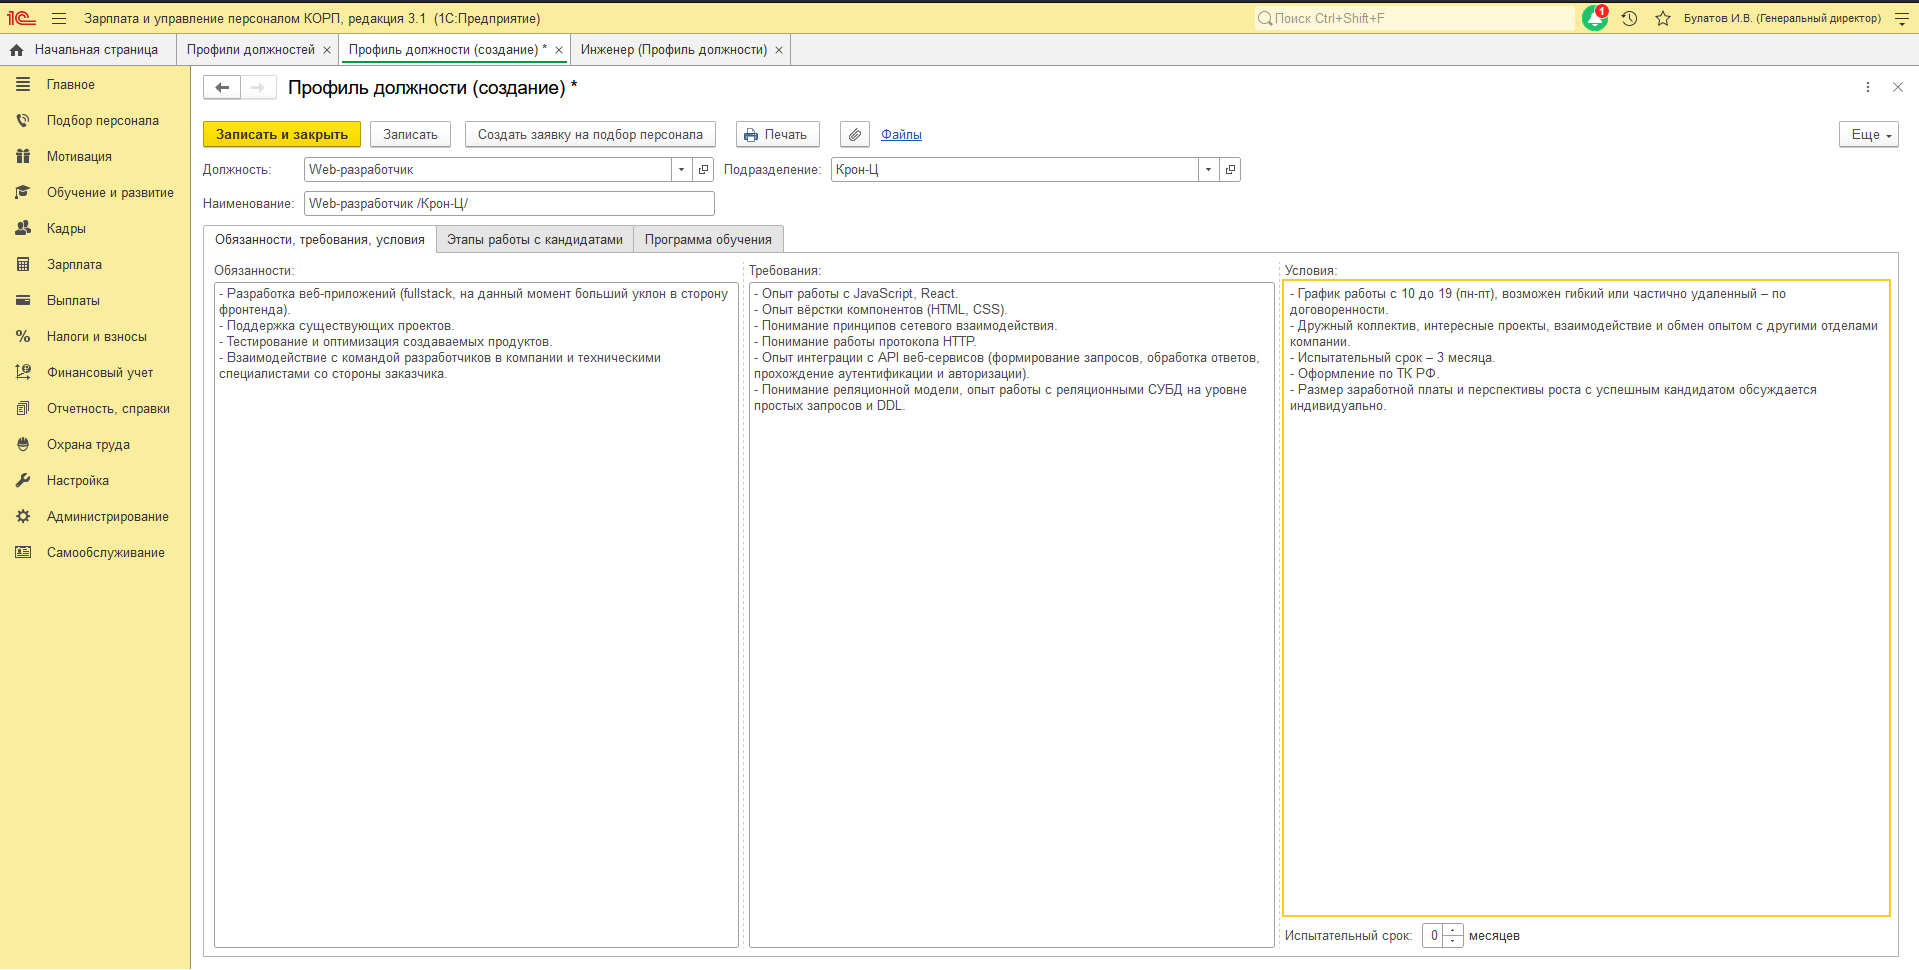 1С Зарплата и управление персоналом КОРП, редакция 3.1 (1С:Предприятие) Поиск Ctrl+Shift+F 1 Булатов И.В. (Генеральный директор)
Начальная страница Профили должностей × Профиль должности (создание) * × Инженер (Профиль должности) ×
Главное
Подбор персонала
Мотивация
Обучение и развитие
Кадры
Зарплата
Выплаты
Налоги и взносы
Финансовый учет
Отчетность, справки
Охрана труда
Настройка
Администрирование
Самообслуживание
Профиль должности (создание) *
Записать и закрыть Записать Создать заявку на подбор персонала Печать Файлы Еще
Должность: Web-разработчик Подразделение: Крон-Ц
Наименование: Web-разработчик /Крон-Ц/
Обязанности, требования, условия Этапы работы с кандидатами Программа обучения
Обязанности:
- Разработка веб-приложений (fullstack, на данный момент больший уклон в сторону
фронтенда).
- Поддержка существующих проектов.
- Тестирование и оптимизация создаваемых продуктов.
- Взаимодействие с командой разработчиков в компании и техническими
специалистами со стороны заказчика.
Требования:
- Опыт работы с JavaScript, React.
- Опыт вёрстки компонентов (HTML, CSS).
- Понимание принципов сетевого взаимодействия.
- Понимание работы протокола HTTP.
- Опыт интеграции с API веб-сервисов (формирование запросов, обработка ответов,
прохождение аутентификации и авторизации).
- Понимание реляционной модели, опыт работы с реляционными СУБД на уровне
простых запросов и DDL.
Условия:
- График работы с 10 до 19 (пн-пт), возможен гибкий или частично удаленный – по
договоренности.
- Дружный коллектив, интересные проекты, взаимодействие и обмен опытом с другими отделами
компании.
- Испытательный срок – 3 месяца.
- Оформление по ТК РФ.
- Размер заработной платы и перспективы роста с успешным кандидатом обсуждается
индивидуально.
Испытательный срок: 0 месяцев